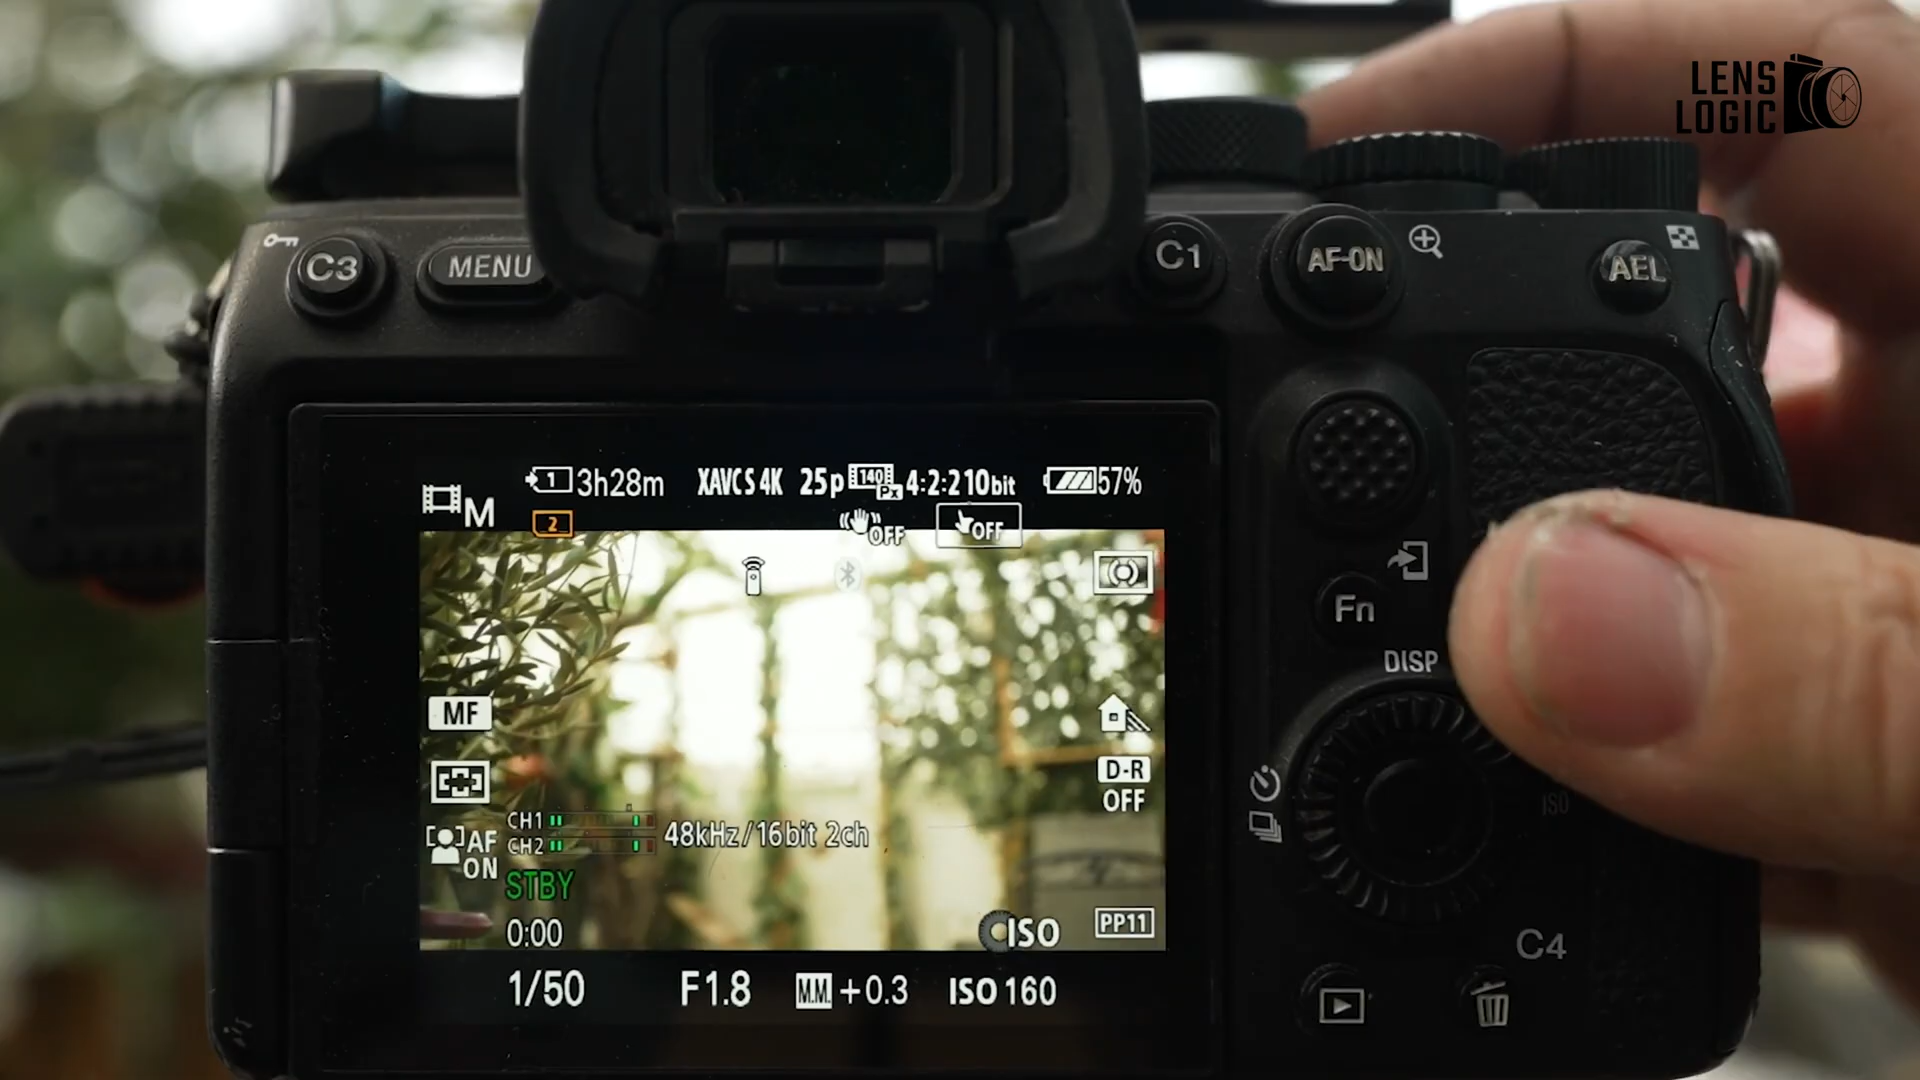 LENS
LOGIC
C3
MENU
C1
AF-ON
AEL
1 3h28m XAVC S 4K 25p 140 Px 4:2:2 10bit 57%
M
2
OFF
OFF
Fn
DISP
MF
D-R
OFF
ISO
CH1
CH2
48kHz/16bit 2ch
AF
ON
STBY
0:00
ISO
PP11
C4
1/50 F1.8 M.M. +0.3 ISO 160